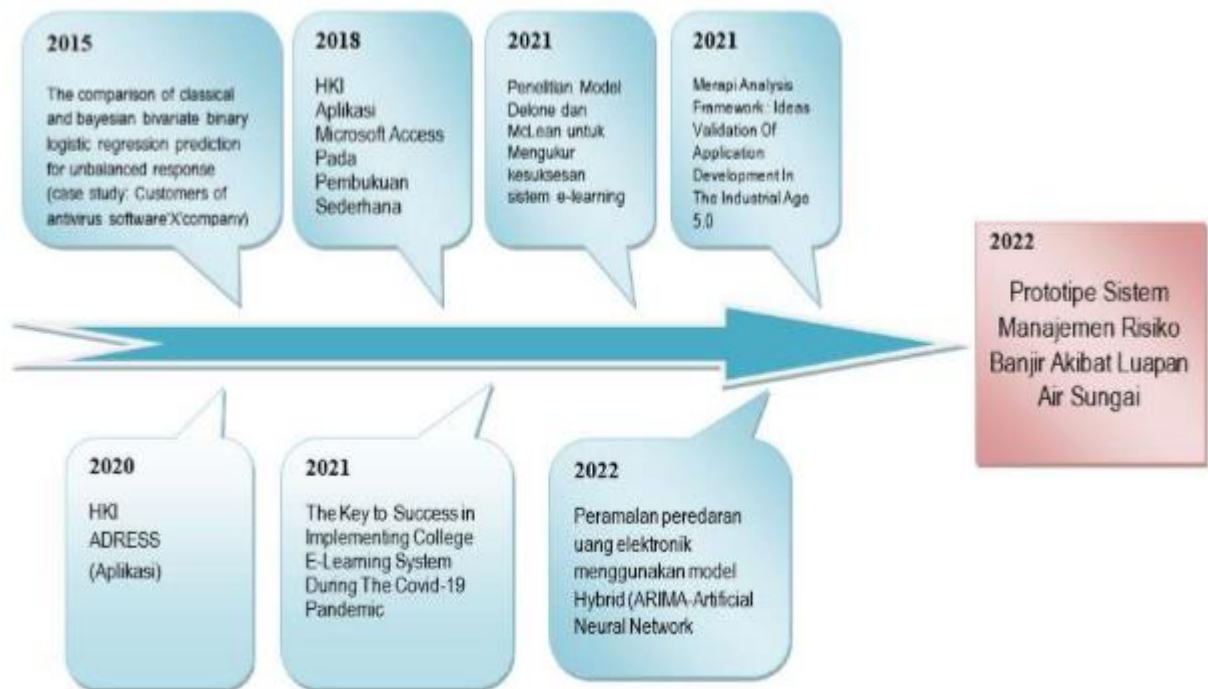 2015
The comparison of classical
and bayesian bivariate binary
logistic regression prediction
for unbalanced response
(case study: Customers of
antivirus software'X'company)
2018
HKI
Aplikasi
Microsoft Access
Pada
Pembukuan
Sederhana
2021
Penelitian Model
Delone dan
McLean untuk
Mengukur
kesuksesan
sistem e-learning
2021
Merapi Analysis
Framework : Ideas
Validation Of
Application
Development In
The Industrial Age
5.0
2022
Prototipe Sistem
Manajemen Risiko
Banjir Akibat Luapan
Air Sungai
2020
HKI
ADRESS
(Aplikasi)
2021
The Key to Success in
Implementing College
E-Learning System
During The Covid-19
Pandemic
2022
Peramalan peredaran
uang elektronik
menggunakan model
Hybrid (ARIMA-Artificial
Neural Network